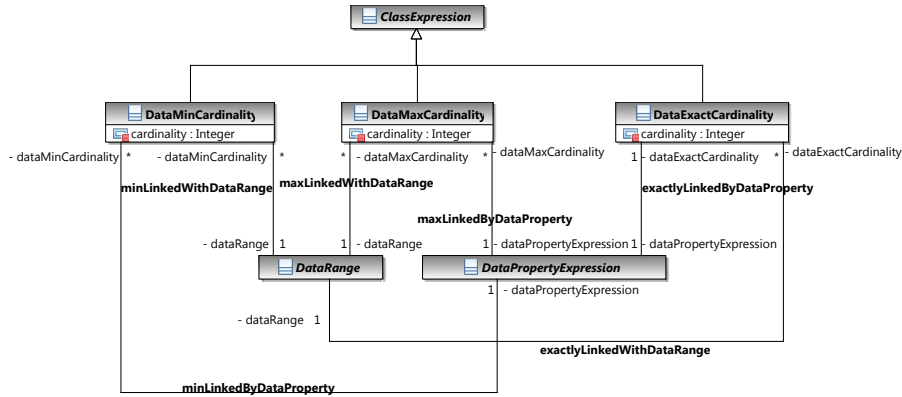 ClassExpression
DataMinCardinality
DataMaxCardinality
DataExactCardinality
cardinality : Integer
cardinality : Integer
cardinality : Integer
- dataMinCardinality *
- dataMinCardinality *
* - dataMaxCardinality
* - dataMaxCardinality
1 - dataExactCardinality
* - dataExactCardinality
minLinkedWithDataRange
maxLinkedWithDataRange
exactlyLinkedByDataProperty
maxLinkedByDataProperty
- dataRange 1
1 - dataRange
1 - dataPropertyExpression
1 - dataPropertyExpression
DataRange
DataPropertyExpression
1 - dataPropertyExpression
- dataRange 1
exactlyLinkedWithDataRange
minLinkedByDataProperty